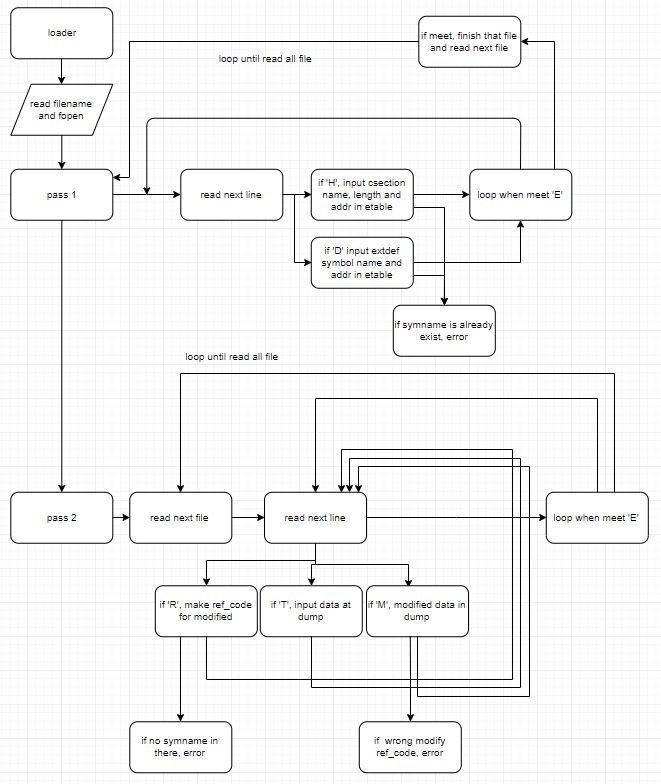 loader
if meet, finish that file
and read next file
loop until read all file
read filename
and fopen
pass 1
read next line
if 'H', input csection
name, length and
addr in etable
loop when meet 'E'
if 'D' input extdef
symbol name and
addr in etable
if symname is already
exist, error
loop until read all file
pass 2
read next file
read next line
loop when meet 'E'
if 'R', make ref_code
for modified
if 'T', input data at
dump
if 'M', modified data in
dump
if no symname in
there, error
if  wrong modify
ref_code, error